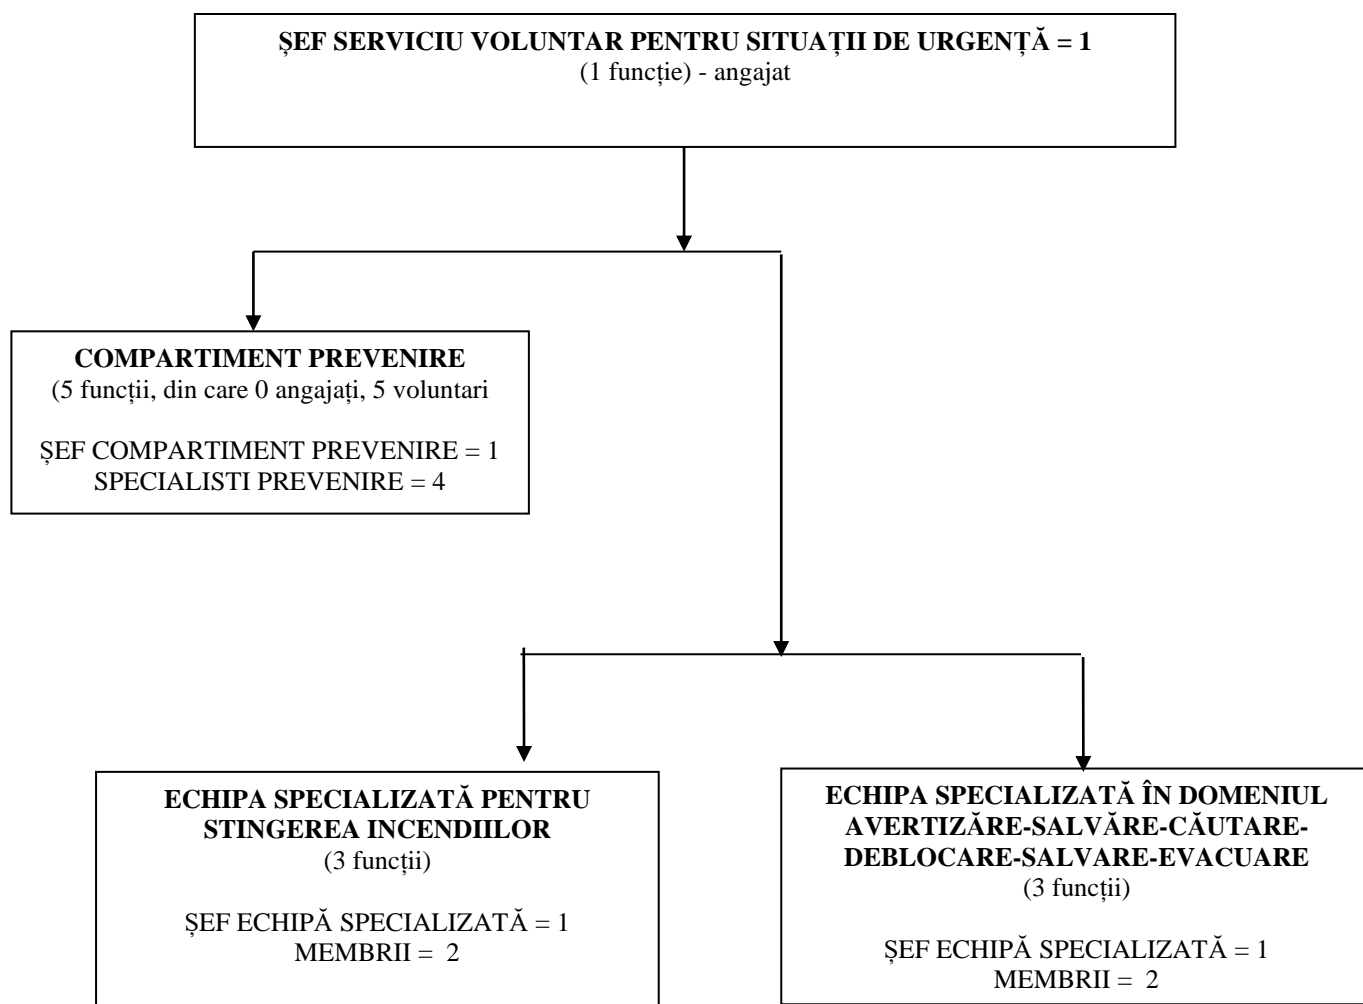 ȘEF SERVICIU VOLUNTAR PENTRU SITUAȚII DE URGENȚĂ = 1
(1 funcție) - angajat
COMPARTIMENT PREVENIRE
(5 funcții, din care 0 angajați, 5 voluntari
ȘEF COMPARTIMENT PREVENIRE = 1
SPECIALISTI PREVENIRE = 4
ECHIPA SPECIALIZATĂ PENTRU
STINGEREA INCENDIILOR
(3 funcții)
ȘEF ECHIPĂ SPECIALIZATĂ = 1
MEMBRII = 2
ECHIPA SPECIALIZATĂ ÎN DOMENIUL
AVERTIZĂRE-SALVĂRE-CĂUTARE-
DEBLOCARE-SALVARE-EVACUARE
(3 funcții)
ȘEF ECHIPĂ SPECIALIZATĂ = 1
MEMBRII = 2